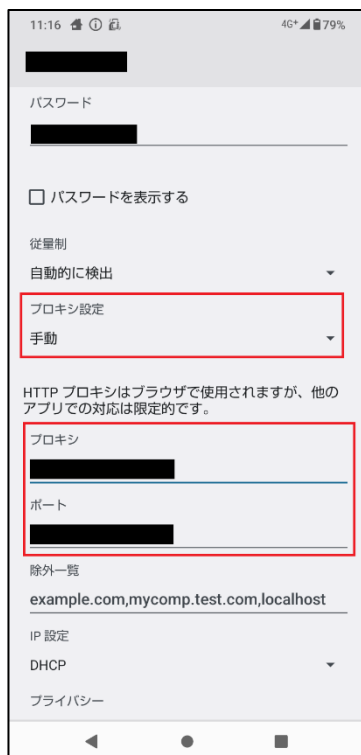 11:16 4G+ 79%
パスワード
パスワードを表示する
従量制
自動的に検出
プロキシ設定
手動
HTTP プロキシはブラウザで使用されますが、他の
アプリでの対応は限定的です。
プロキシ
ポート
除外一覧
example.com,mycomp.test.com,localhost
IP 設定
DHCP
プライバシー